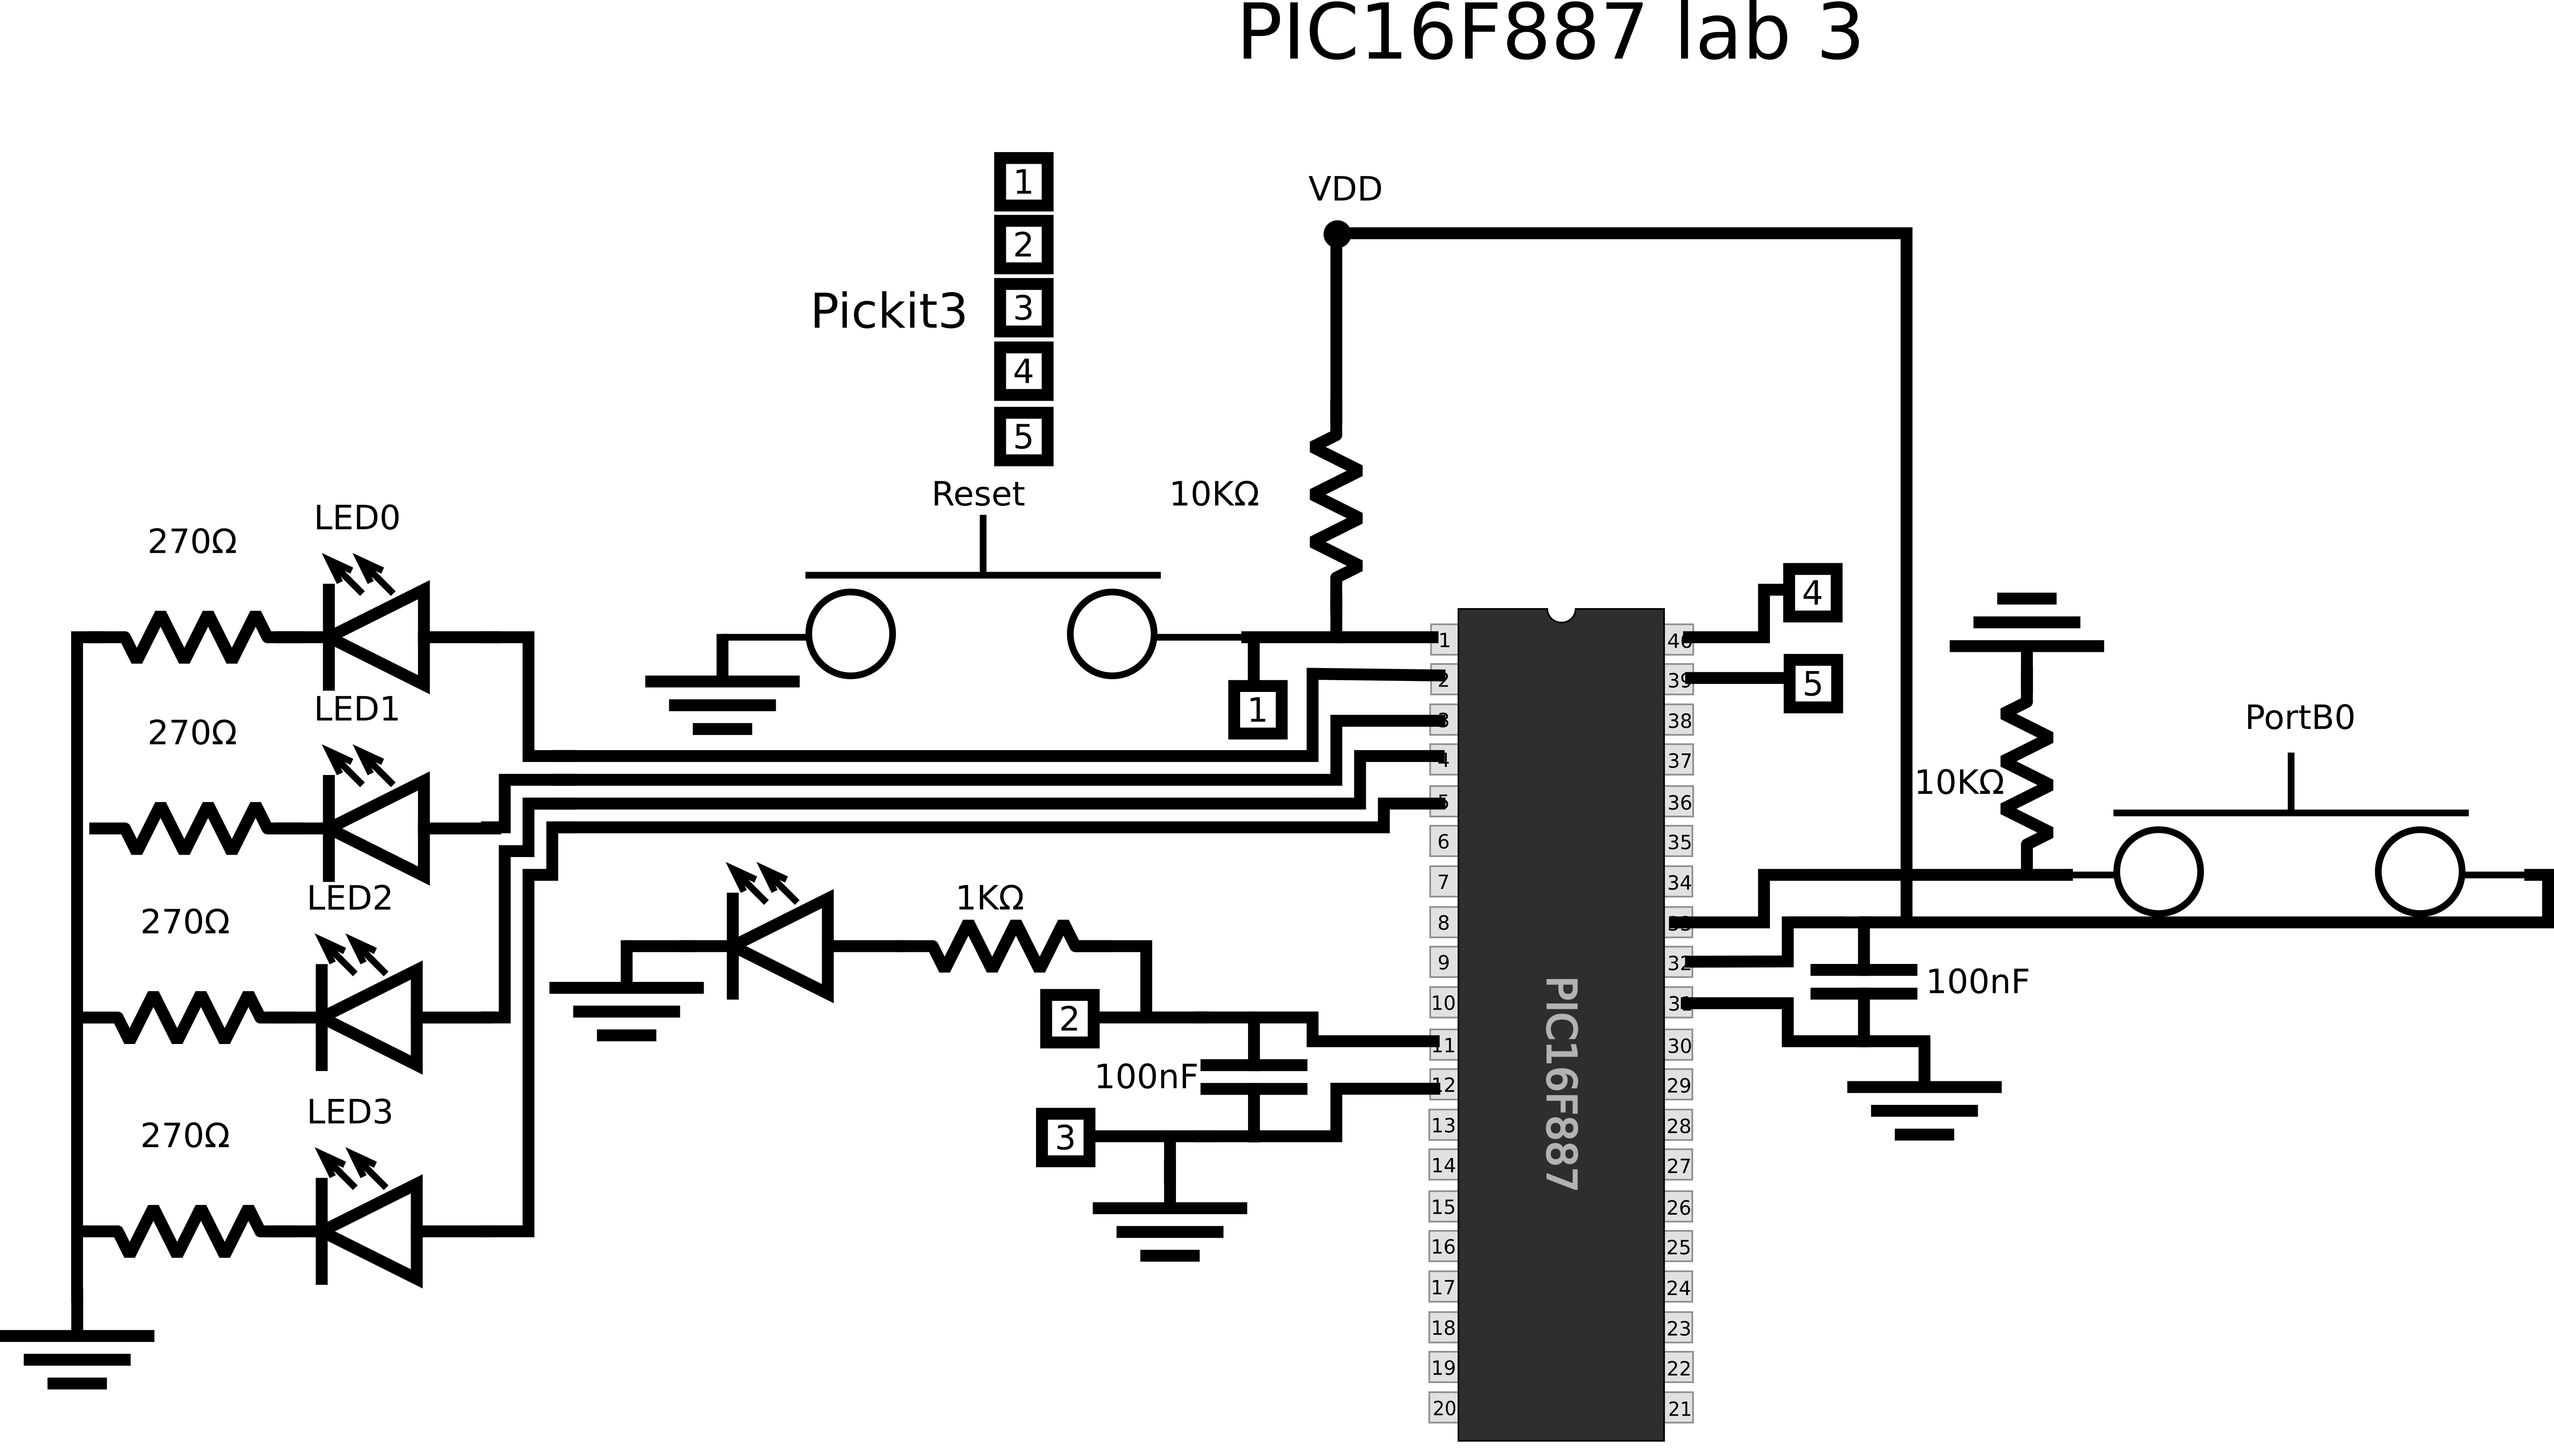 PIC16F887 lab 3
1
VDD
2
Pickit3
3
4
5
Reset
10KΩ
LED0
270Ω
4
1
40
5
2
39
1
LED1
270Ω
3
38
PortB0
4
37
10KΩ
5
36
6
35
7
34
LED2
270Ω
1KΩ
8
33
9
32
100nF
10
31
2
11
30
100nF
12
29
LED3
270Ω
3
13
28
PIC16F887
14
27
15
26
16
25
17
24
18
23
19
22
20
21